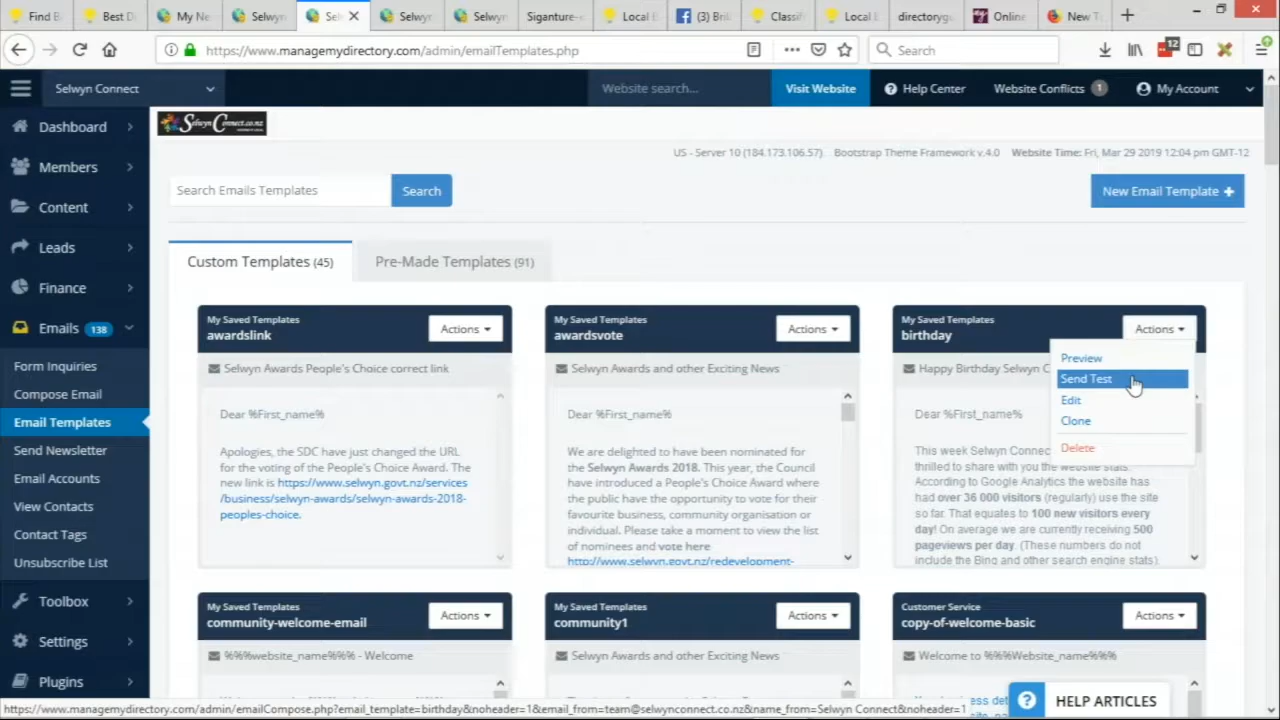 Find B
Best Di
My Ne
Selwyn
Sel
Selwyn
Selwyn
Siganture-
Local B
(3) Bri
Classif
Local B
directorygu
Online
New T
https://www.managemydirectory.com/admin/emailTemplates.php
Search
12
Selwyn Connect
Website search...
Visit Website
Help Center
Website Conflicts 1
My Account
Dashboard
Members
Content
Leads
Finance
Emails 138
Form Inquiries
Compose Email
Email Templates
Send Newsletter
Email Accounts
View Contacts
Contact Tags
Unsubscribe List
Toolbox
Settings
Plugins
SelwynConnect.co.nz
US - Server 10 (184.173.106.57) Bootstrap Theme Framework v.4.0 Website Time: Fri, Mar 29 2019 12:04 pm GMT-12
Search Emails Templates
Search
New Email Template +
Custom Templates (45)
Pre-Made Templates (91)
My Saved Templates
awardslink
Actions
Selwyn Awards People's Choice correct link
Dear %First_name%
Apologies, the SDC have just changed the URL
for the voting of the People's Choice Award. The
new link is https://www.selwyn.govt.nz/services
/business/selwyn-awards/selwyn-awards-2018-
peoples-choice.
My Saved Templates
awardsvote
Actions
Selwyn Awards and other Exciting News
Dear %First_name%
We are delighted to have been nominated for
the Selwyn Awards 2018. This year, the Council
have introduced a People's Choice Award where
the public have the opportunity to vote for their
favourite business, community organisation or
individual. Please take a moment to view the list
of nominees and vote here
http://www.selwyn.govt.nz/redevelopment-
My Saved Templates
birthday
Actions
Preview
Send Test
Edit
Clone
Delete
Happy Birthday Selwyn C
Dear %First_name%
This week Selwyn Connec
thrilled to share with you the website stats.
According to Google Analytics the website has
had over 36 000 visitors (regularly) use the site
so far. That equates to 100 new visitors every
day! On average we are currently receiving 500
pageviews per day. (These numbers do not
include the Bing and other search engine stats).
My Saved Templates
community-welcome-email
Actions
%%%website_name%%% - Welcome
My Saved Templates
community1
Actions
Selwyn Awards and other Exciting News
Customer Service
copy-of-welcome-basic
Actions
Welcome to %%%Website_name%%%
https://www.managemydirectory.com/admin/emailCompose.php?email_template=birthday&noheader=1&email_from=team@selwynconnect.co.nz&name_from=Selwyn Connect&noheader=1
HELP ARTICLES